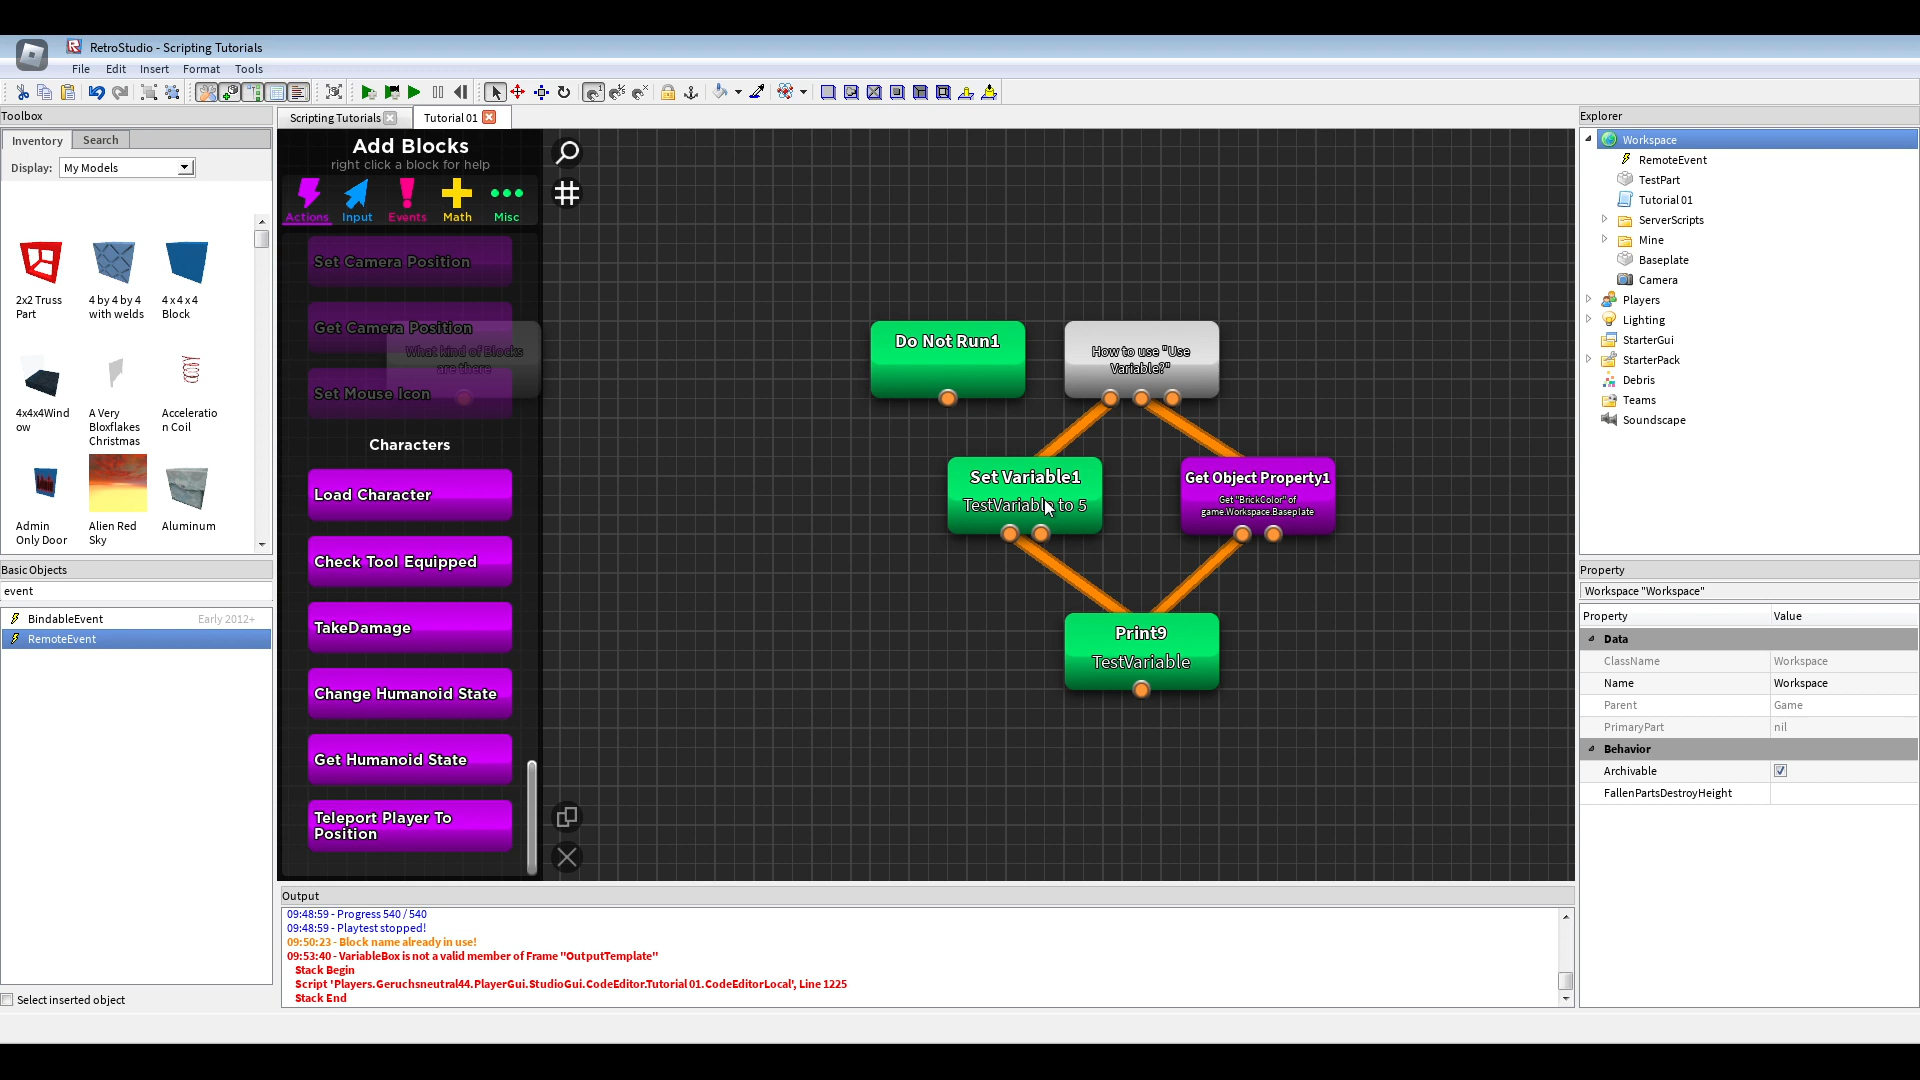 RetroStudio - Scripting Tutorials
File Edit Insert Format Tools
Toolbox
Inventory Search
Display: My Models
2x2 Truss
Part
4 by 4 by 4
with welds
4 x 4 x 4
Block
4x4x4Wind
ow
A Very
Bloxflakes
Christmas
Acceleratio
n Coil
Admin
Only Door
Alien Red
Sky
Aluminum
Basic Objects
event
BindableEvent Early 2012+
RemoteEvent
Select inserted object
Scripting Tutorials
Tutorial 01
Add Blocks
right click a block for help
Actions Input Events Math Misc
Set Camera Position
Get Camera Position
What kind of Blocks
are there
Set Mouse Icon
Characters
Load Character
Check Tool Equipped
TakeDamage
Change Humanoid State
Get Humanoid State
Teleport Player To
Position
Do Not Run1
How to use "Use
Variable?"
Set Variable1
TestVariable to 5
Get Object Property1
Get "BrickColor" of
game.Workspace.Baseplate
Print9
TestVariable
Output
09:48:59 - Progress 540 / 540
09:48:59 - Playtest stopped!
09:50:23 - Block name already in use!
09:53:40 - VariableBox is not a valid member of Frame "OutputTemplate"
Stack Begin
Script 'Players.Geruchsneutral44.PlayerGui.StudioGui.CodeEditor.Tutorial 01.CodeEditorLocal', Line 1225
Stack End
Explorer
Workspace
RemoteEvent
TestPart
Tutorial 01
ServerScripts
Mine
Baseplate
Camera
Players
Lighting
StarterGui
StarterPack
Debris
Teams
Soundscape
Property
Workspace "Workspace"
Property Value
Data
ClassName Workspace
Name Workspace
Parent Game
PrimaryPart nil
Behavior
Archivable
FallenPartsDestroyHeight